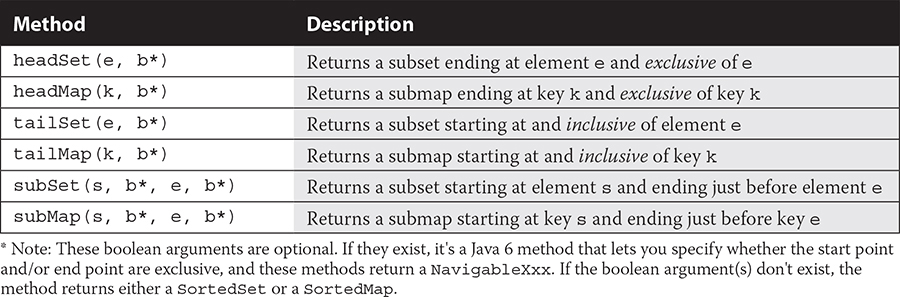 Method Description
headSet(e, b*) Returns a subset ending at element e and exclusive of e
headMap(k, b*) Returns a submap ending at key k and exclusive of key k
tailSet(e, b*) Returns a subset starting at and inclusive of element e
tailMap(k, b*) Returns a submap starting at and inclusive of key k
subSet(s, b*, e, b*) Returns a subset starting at element s and ending just before element e
subMap(s, b*, e, b*) Returns a submap starting at key s and ending just before key e
* Note: These boolean arguments are optional. If they exist, it's a Java 6 method that lets you specify whether the start point
and/or end point are exclusive, and these methods return a NavigableXxx. If the boolean argument(s) don't exist, the
method returns either a SortedSet or a SortedMap.